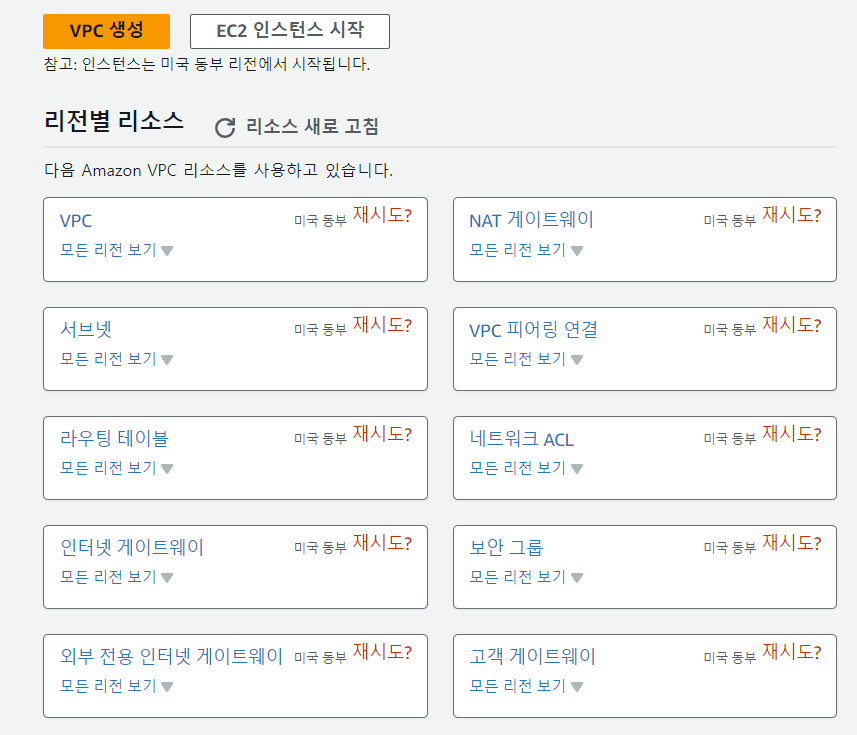 VPC 생성 EC2 인스턴스 시작
참고: 인스턴스는 미국 동부 리전에서 시작됩니다.
리전별 리소스 리소스 새로 고침
다음 Amazon VPC 리소스를 사용하고 있습니다.
VPC 미국 동부 재시도?
모든 리전 보기
NAT 게이트웨이 미국 동부 재시도?
모든 리전 보기
서브넷 미국 동부 재시도?
모든 리전 보기
VPC 피어링 연결 미국 동부 재시도?
모든 리전 보기
라우팅 테이블 미국 동부 재시도?
모든 리전 보기
네트워크 ACL 미국 동부 재시도?
모든 리전 보기
인터넷 게이트웨이 미국 동부 재시도?
모든 리전 보기
보안 그룹 미국 동부 재시도?
모든 리전 보기
외부 전용 인터넷 게이트웨이 미국 동부 재시도?
모든 리전 보기
고객 게이트웨이 미국 동부 재시도?
모든 리전 보기